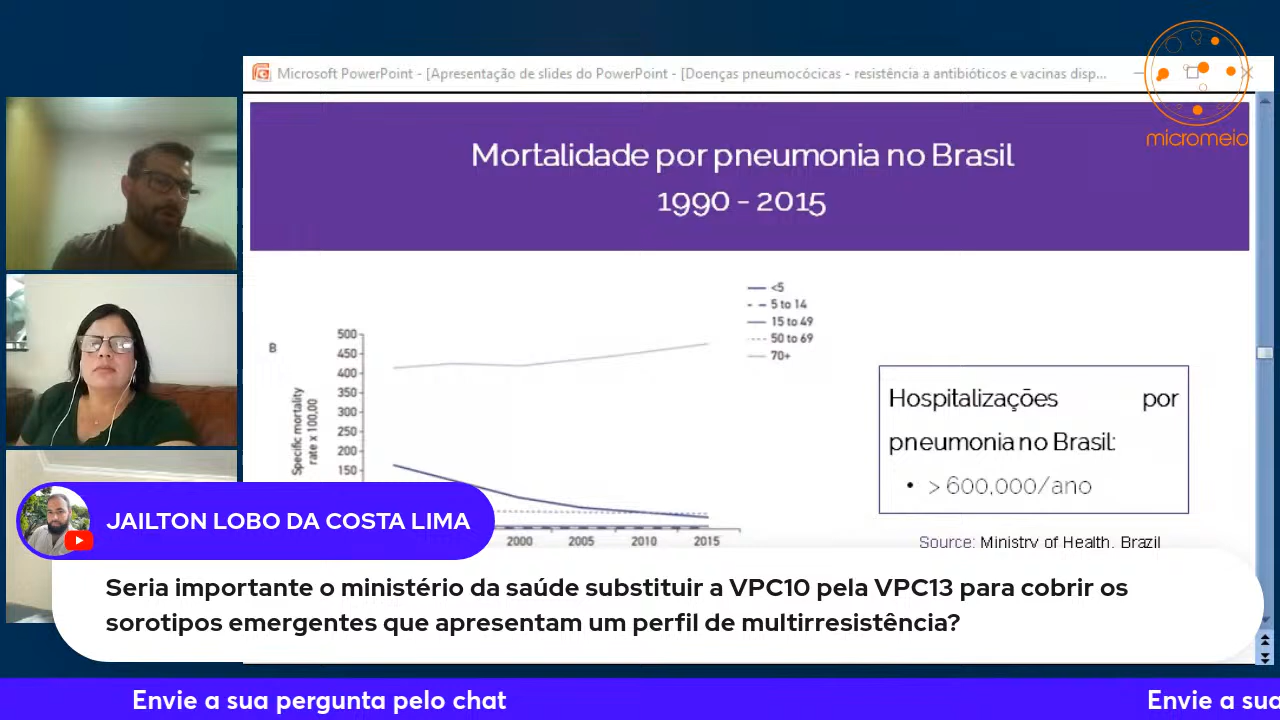 Microsoft PowerPoint - [Apresentação de slides do PowerPoint - [Doenças pneumocócicas - resistência a antibióticos e vacinas disp...
micromeio
Mortalidade por pneumonia no Brasil
1990 - 2015
<5
5 to 14
15 to 49
50 to 69
70+
B
500
450
400
350
300
250
200
150
Specific mortality
rate x 100,00
2000
2005
2010
2015
Hospitalizações por
pneumonia no Brasil:
• > 600,000/ano
Source: Ministry of Health, Brazil
JAILTON LOBO DA COSTA LIMA
Seria importante o ministério da saúde substituir a VPC10 pela VPC13 para cobrir os
sorotipos emergentes que apresentam um perfil de multirresistência?
Envie a sua pergunta pelo chat
Envie a sua